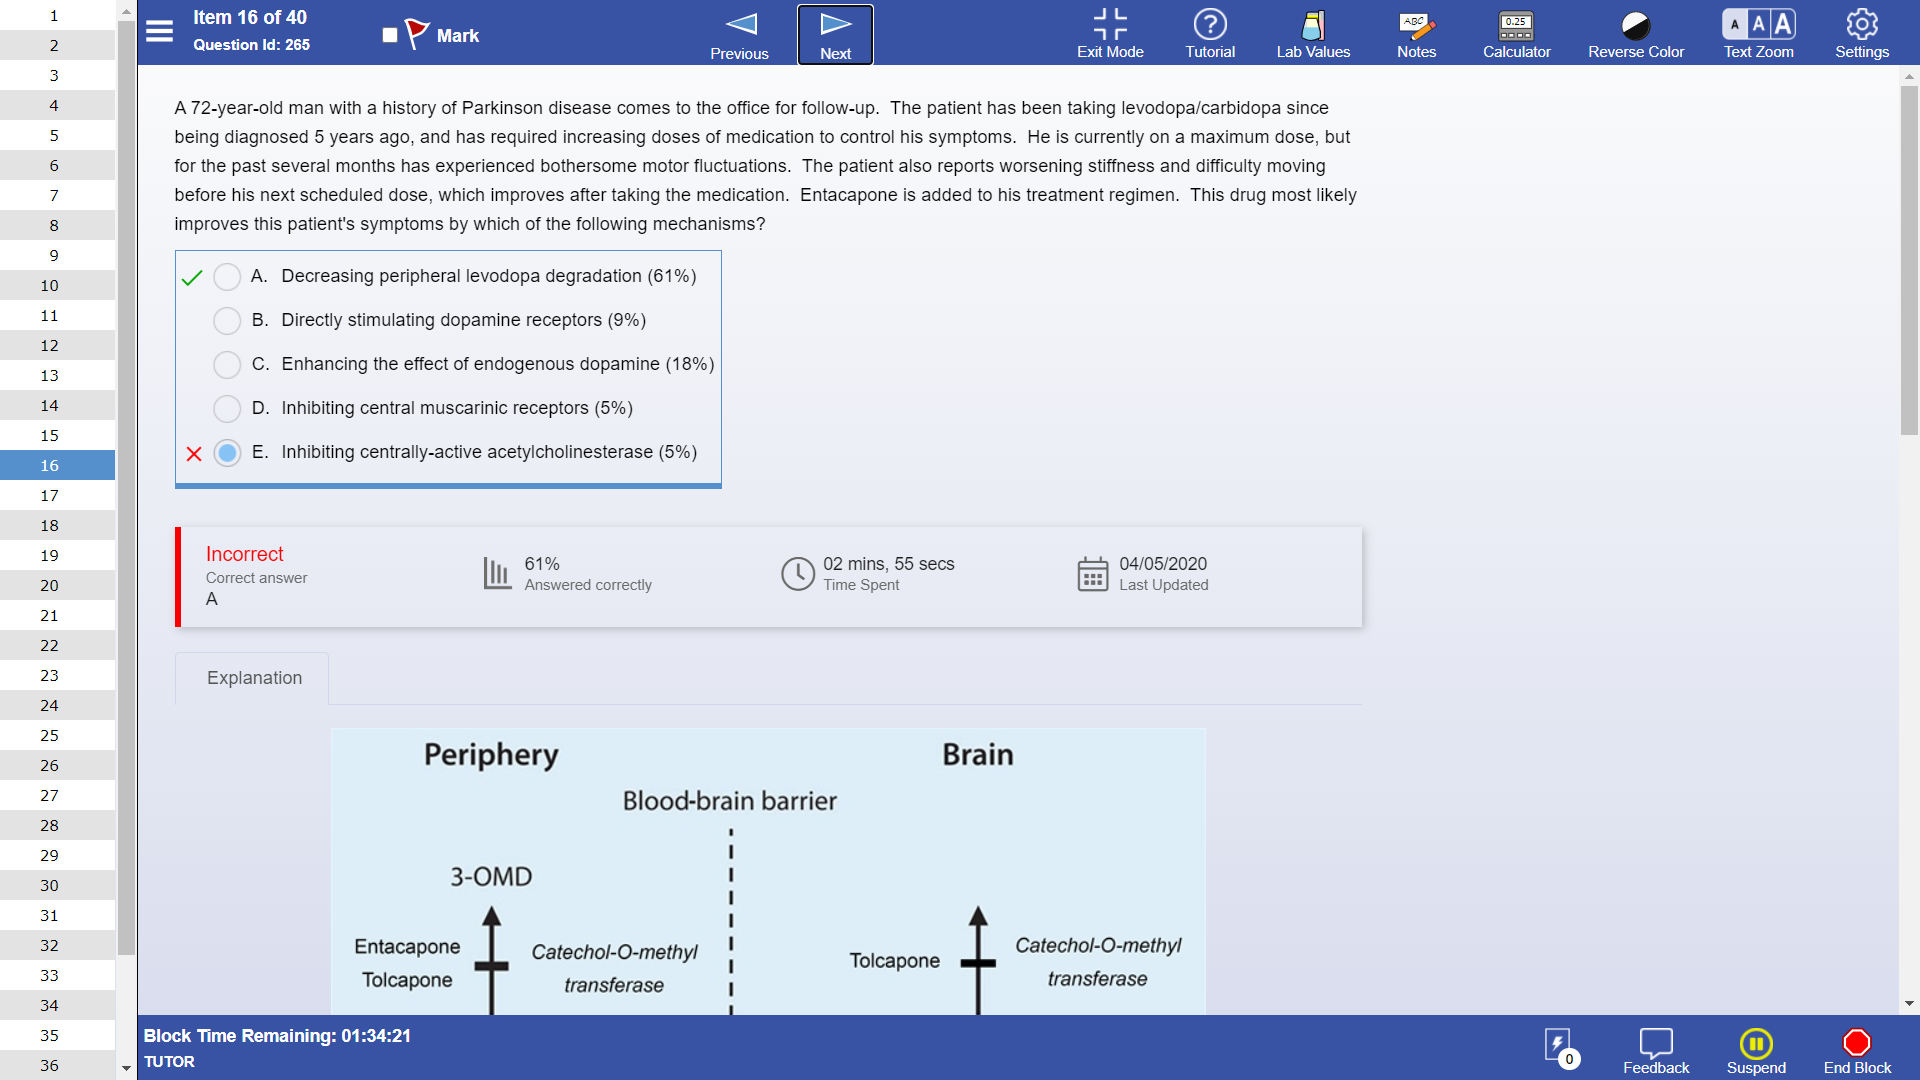 1
2
3
4
5
6
7
8
9
10
11
12
13
14
15
16
17
18
19
20
21
22
23
24
25
26
27
28
29
30
31
32
33
34
35
36
Item 16 of 40
Question Id: 265
Mark
Previous
Next
Exit Mode
Tutorial
Lab Values
ABC
Notes
0.25
Calculator
Reverse Color
A A A
Text Zoom
Settings
A 72-year-old man with a history of Parkinson disease comes to the office for follow-up. The patient has been taking levodopa/carbidopa since
being diagnosed 5 years ago, and has required increasing doses of medication to control his symptoms. He is currently on a maximum dose, but
for the past several months has experienced bothersome motor fluctuations. The patient also reports worsening stiffness and difficulty moving
before his next scheduled dose, which improves after taking the medication. Entacapone is added to his treatment regimen. This drug most likely
improves this patient's symptoms by which of the following mechanisms?
A. Decreasing peripheral levodopa degradation (61%)
B. Directly stimulating dopamine receptors (9%)
C. Enhancing the effect of endogenous dopamine (18%)
D. Inhibiting central muscarinic receptors (5%)
E. Inhibiting centrally-active acetylcholinesterase (5%)
Incorrect
Correct answer
A
61%
Answered correctly
02 mins, 55 secs
Time Spent
04/05/2020
Last Updated
Explanation
Periphery
Brain
Blood-brain barrier
3-OMD
Entacapone
Tolcapone
Catechol-O-methyl
transferase
Tolcapone
Catechol-O-methyl
transferase
Block Time Remaining: 01:34:21
TUTOR
0
Feedback
Suspend
End Block